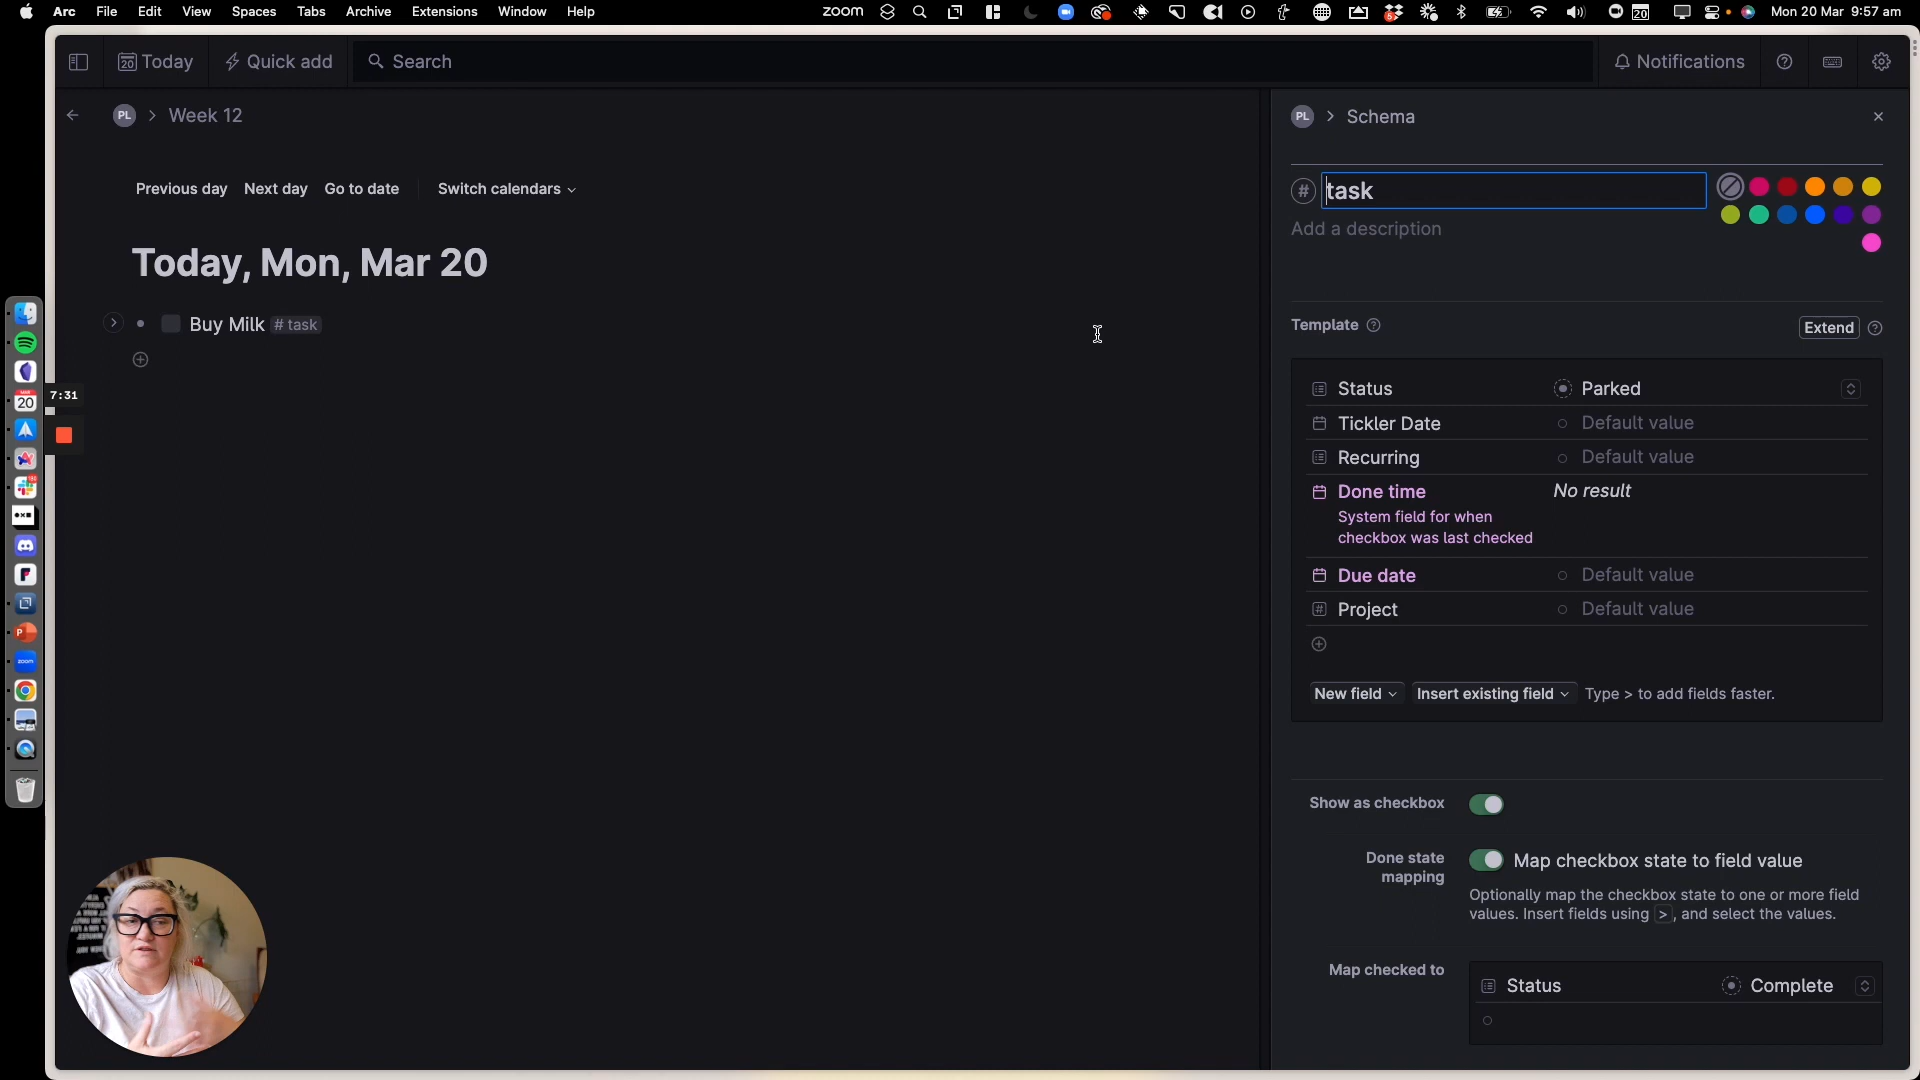 Arc File Edit View Spaces Tabs Archive Extensions Window Help
zoom
20
Mon 20 Mar 9:57 am
20 Today
Quick add
Search
Notifications
PL > Week 12
PL > Schema
Previous day Next day Go to date Switch calendars
# task
Add a description
Today, Mon, Mar 20
Buy Milk # task
Template
Extend
Status Parked
Tickler Date Default value
Recurring Default value
Done time No result
System field for when
checkbox was last checked
Due date Default value
Project Default value
New field Insert existing field Type > to add fields faster.
Show as checkbox
Done state
mapping
Map checkbox state to field value
Optionally map the checkbox state to one or more field
values. Insert fields using > , and select the values.
Map checked to
Status Complete
7:31
20
zoom